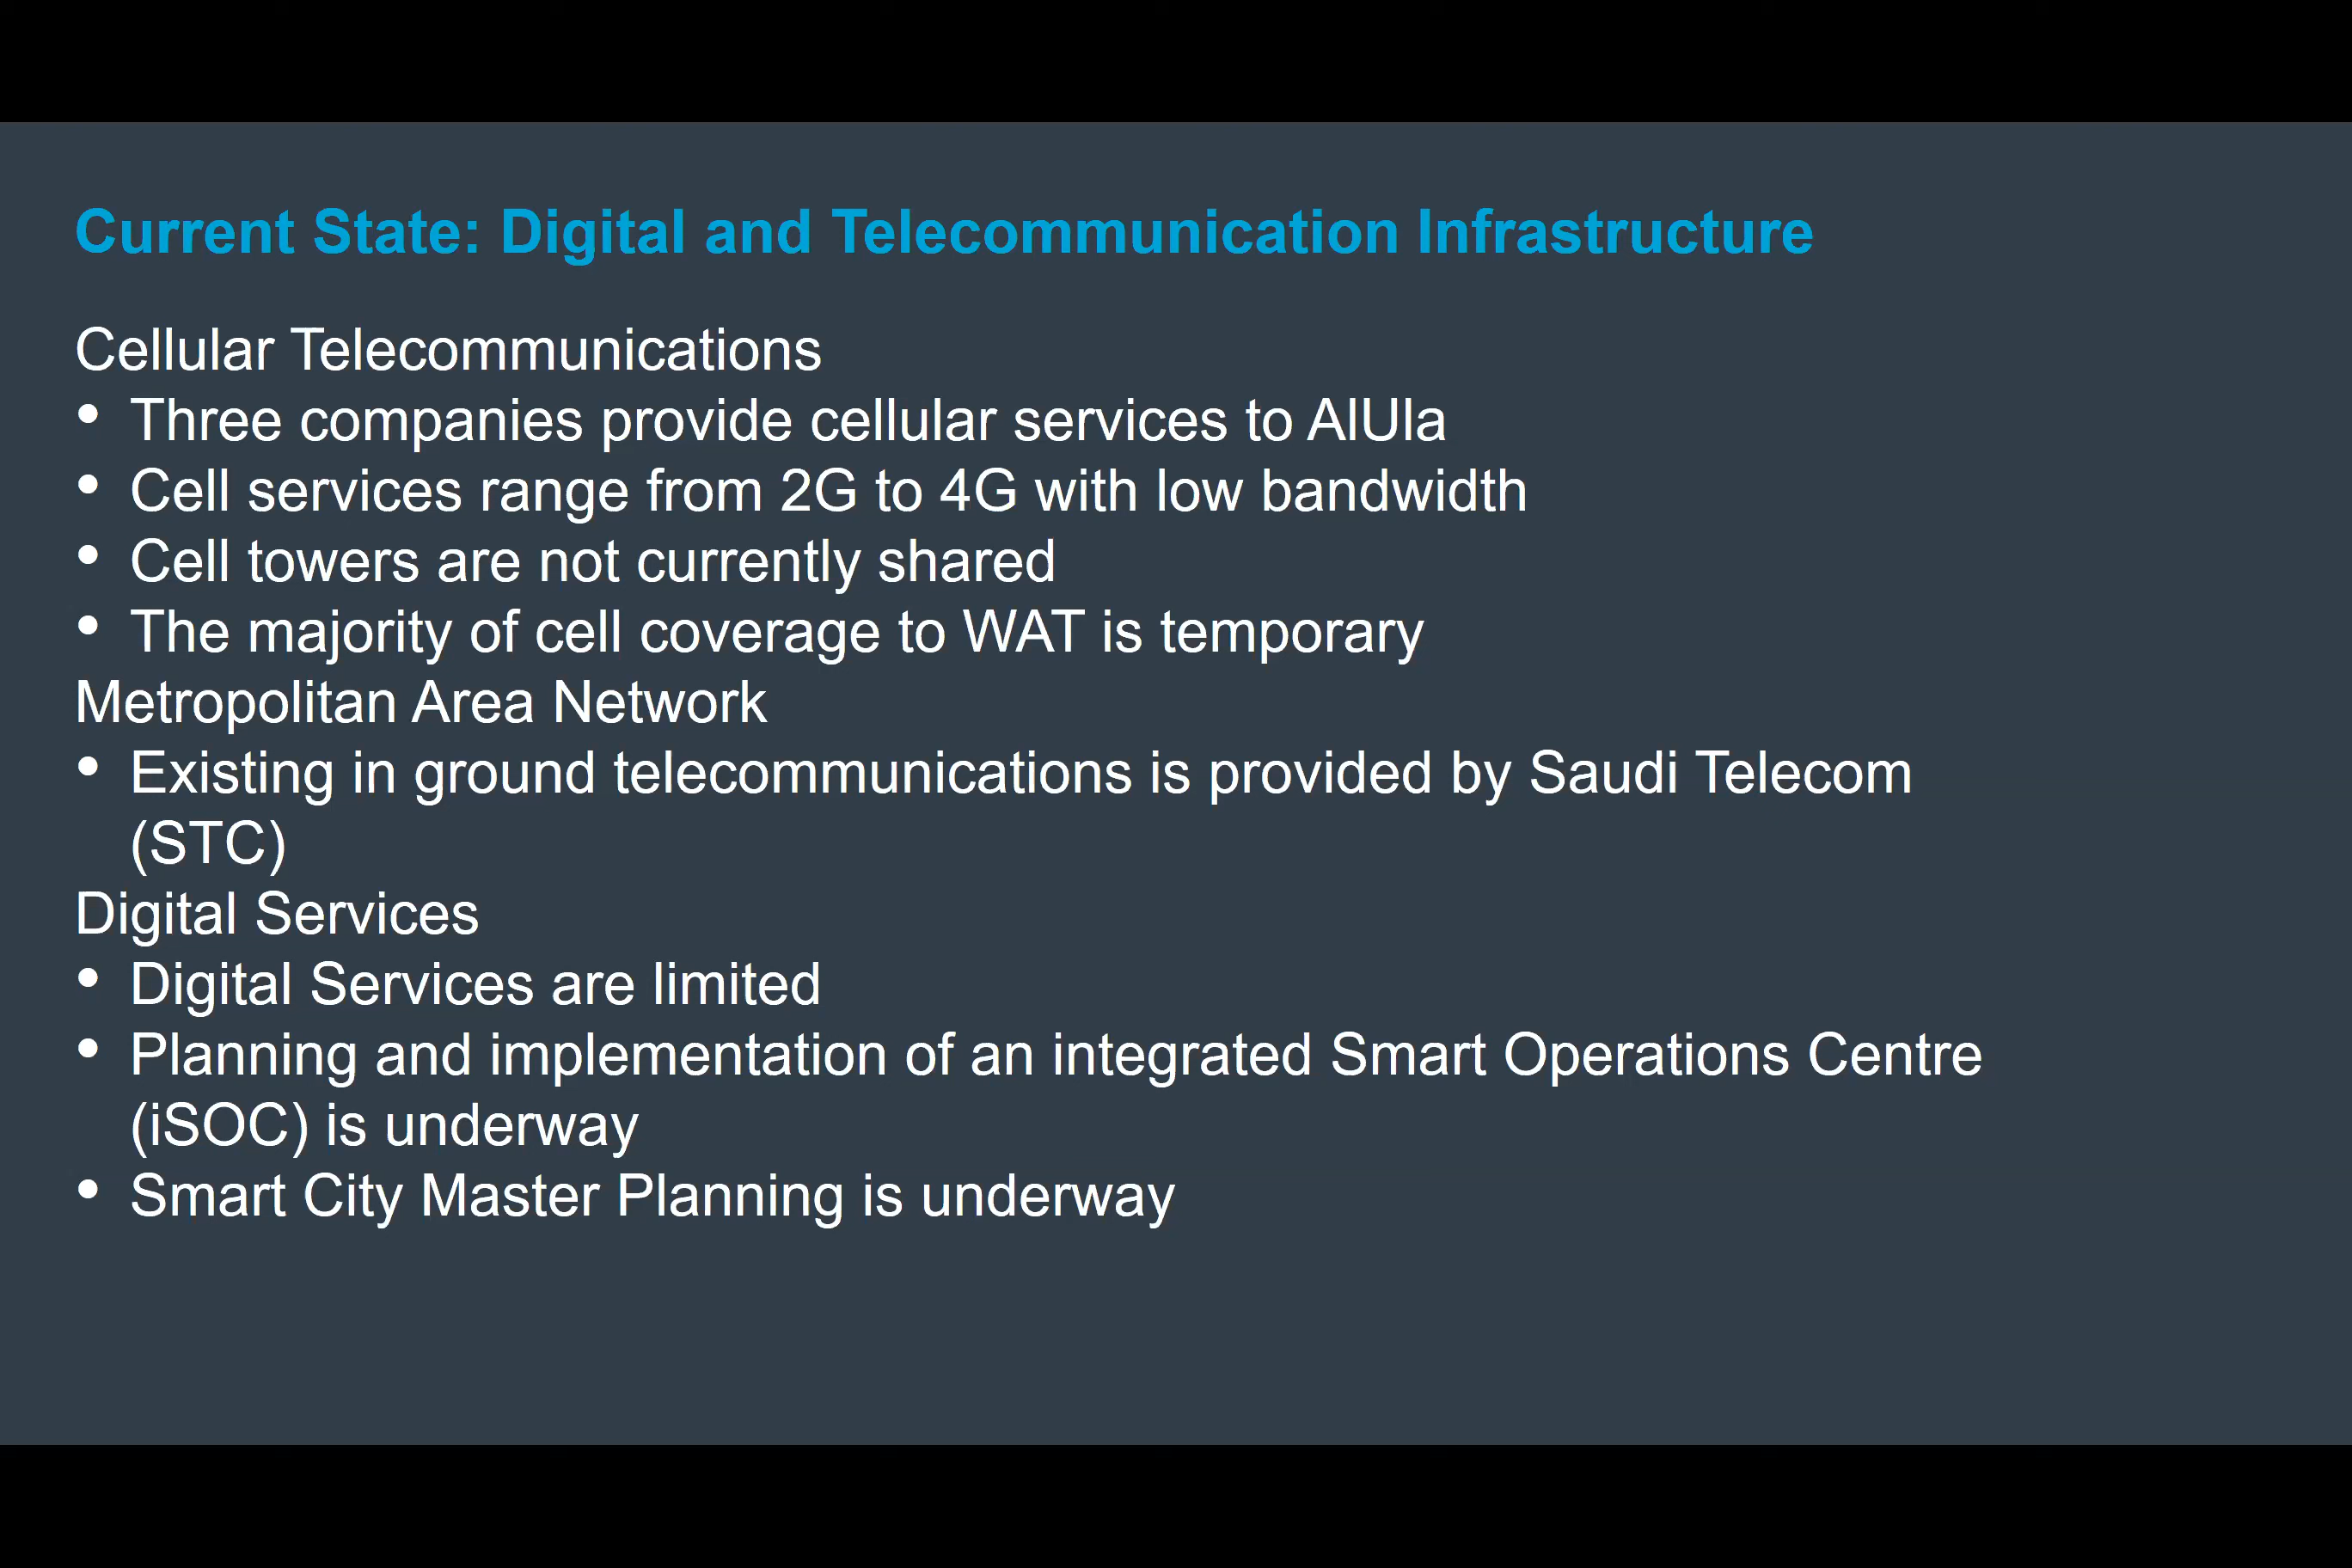 Current State: Digital and Telecommunication Infrastructure
Cellular Telecommunications
• Three companies provide cellular services to AlUla
• Cell services range from 2G to 4G with low bandwidth
• Cell towers are not currently shared
• The majority of cell coverage to WAT is temporary
Metropolitan Area Network
• Existing in ground telecommunications is provided by Saudi Telecom
(STC)
Digital Services
• Digital Services are limited
• Planning and implementation of an integrated Smart Operations Centre
(iSOC) is underway
• Smart City Master Planning is underway